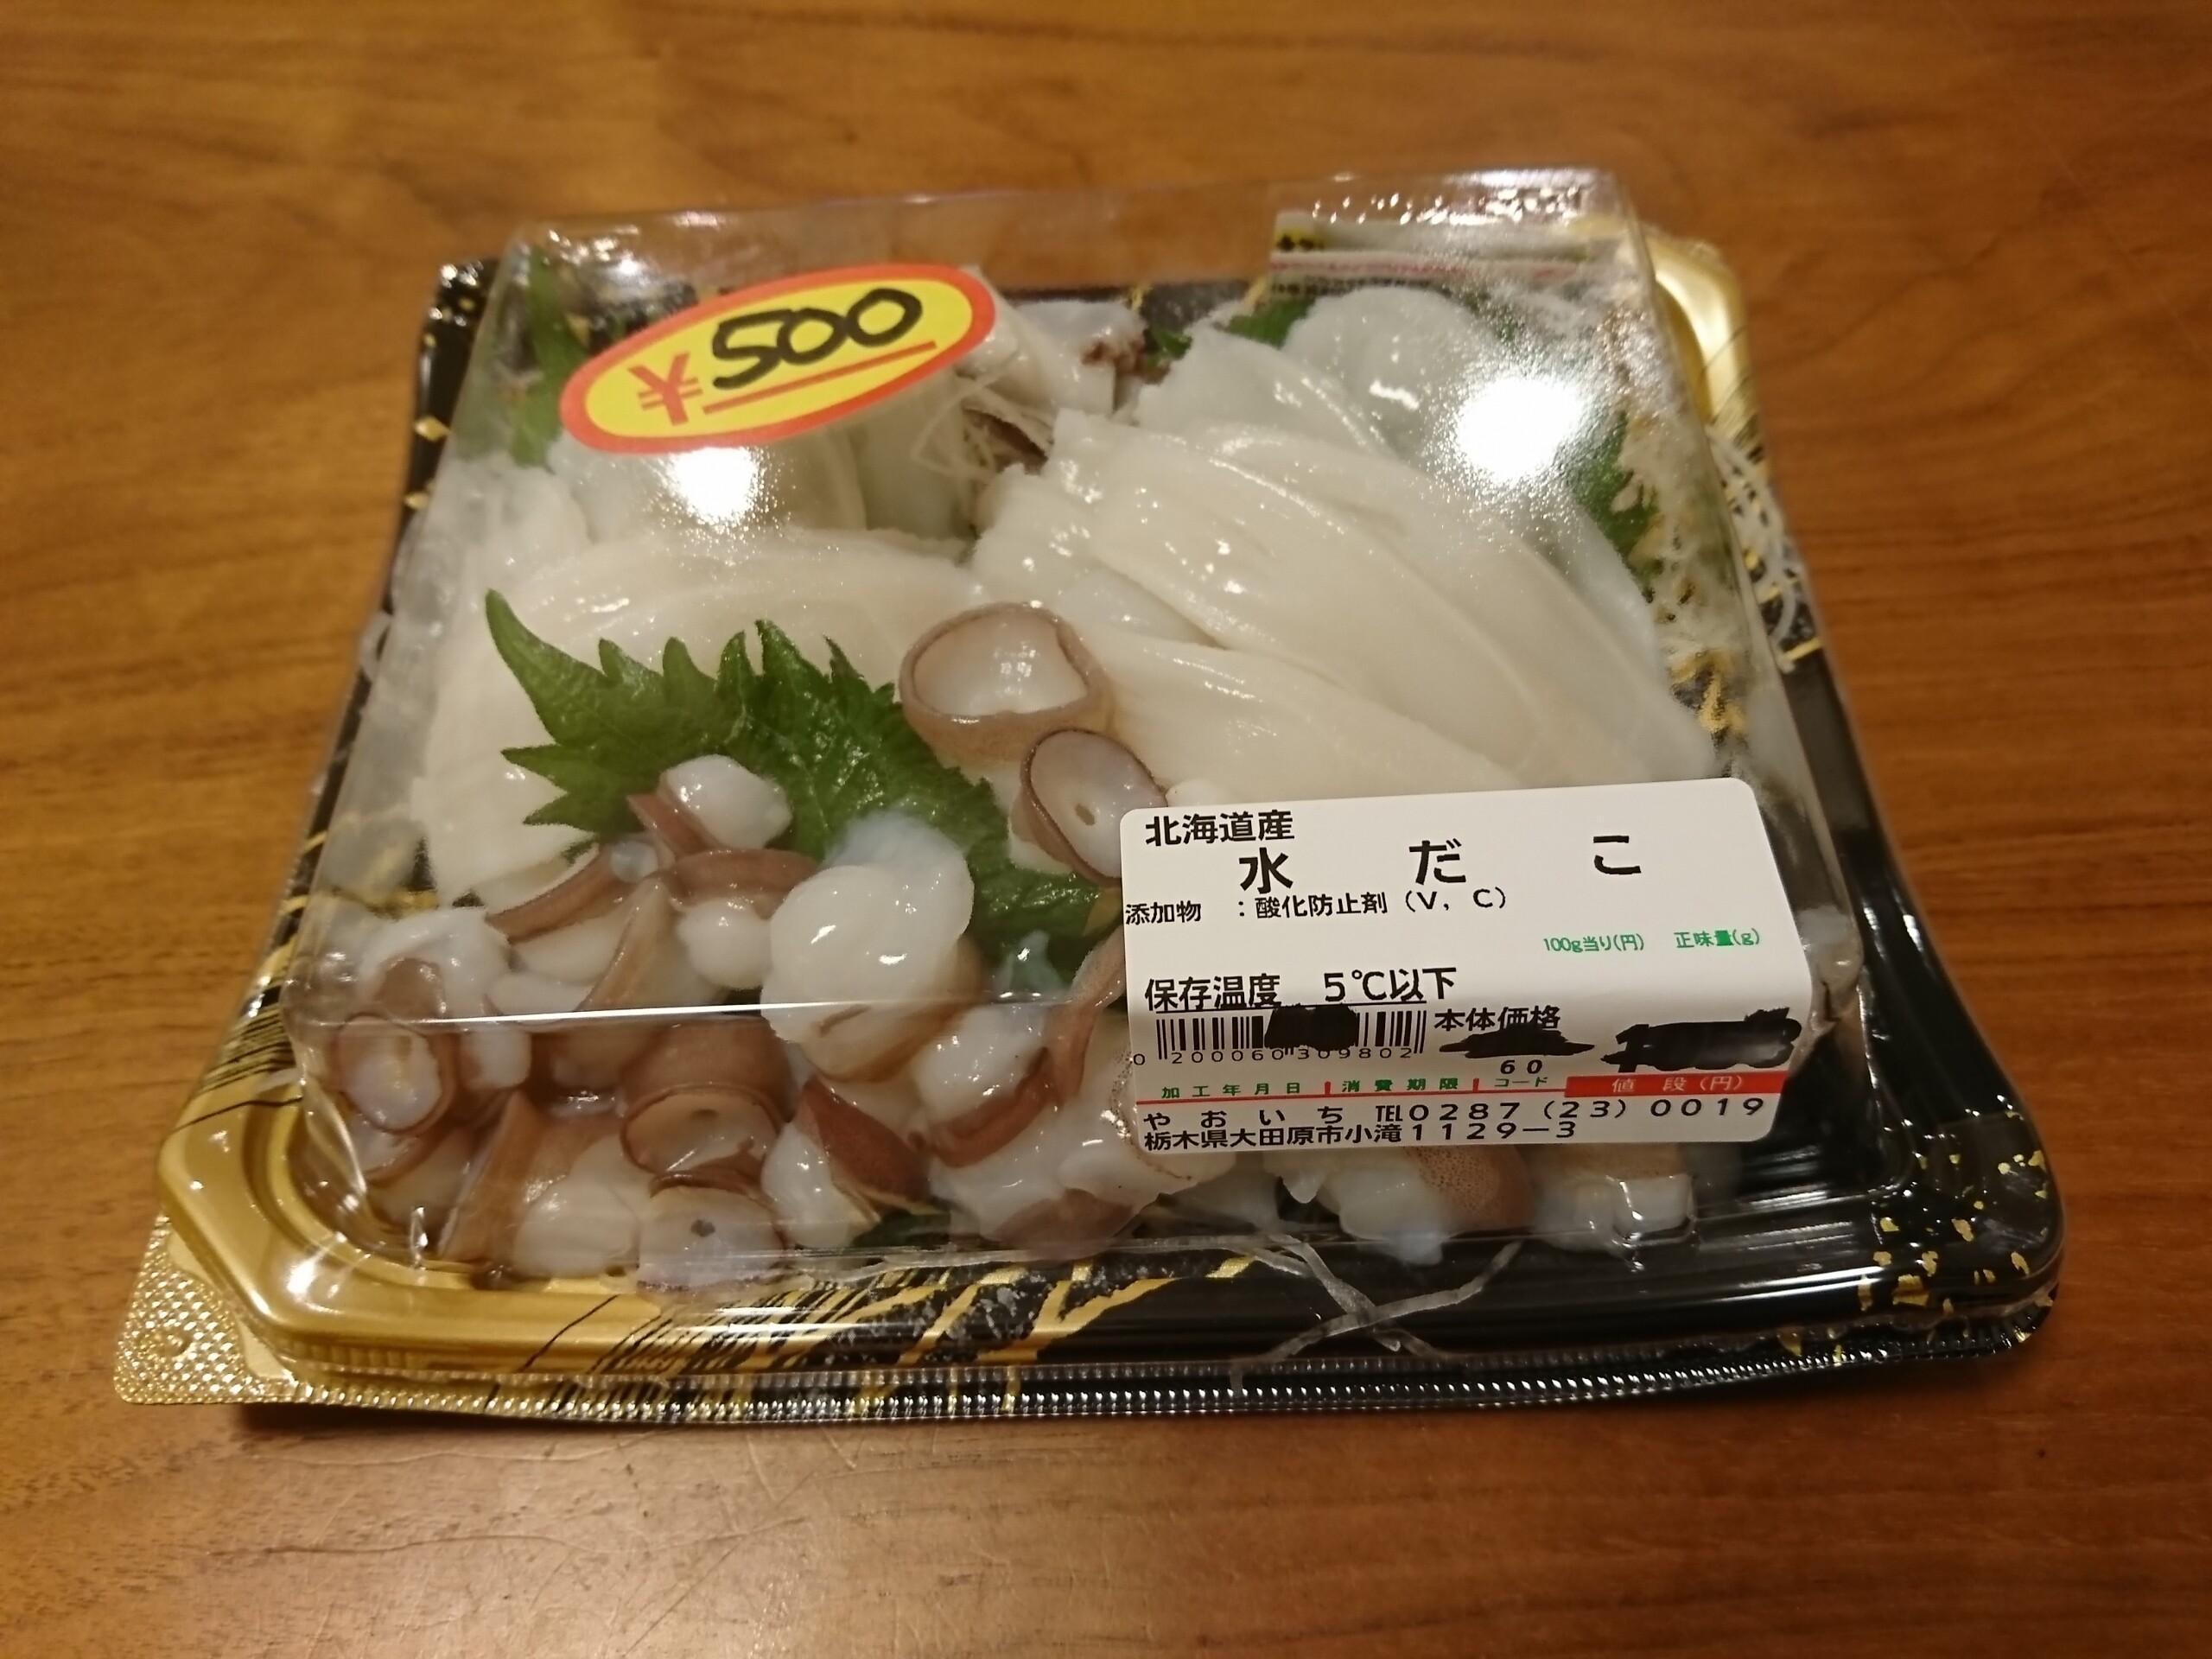 ¥500
北海道産
水だこ
添加物 :酸化防止剤(V,C)
100g当り(円) 正味量(g)
保存温度 5℃以下
本体価格
0 200060 309802
60
加工年月日 消費期限 コード 値段(円)
やおいち TEL0287(23)0019
栃木県大田原市小滝1129-3